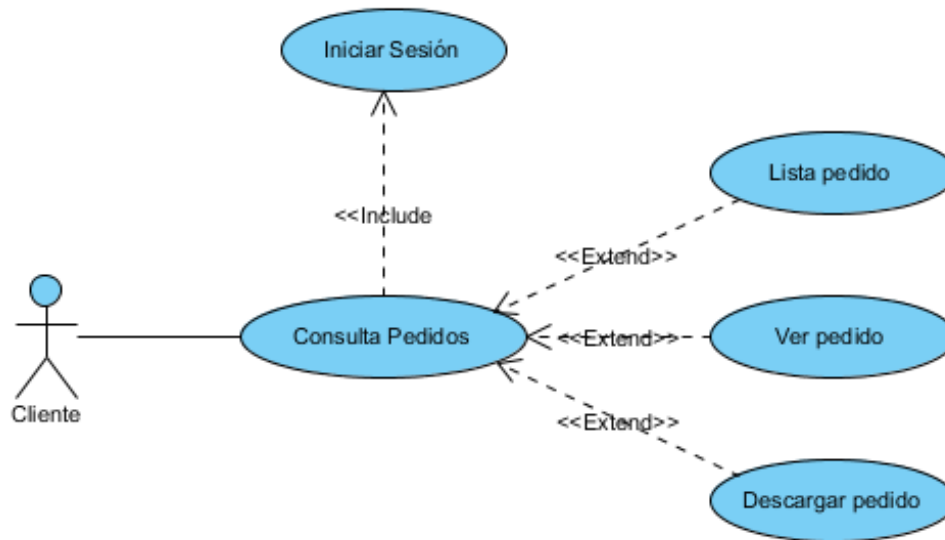 Iniciar Sesión
Lista pedido
<<Include
<<Extend>>
Consulta Pedidos
<<Extend>>
Ver pedido
Cliente
<<Extend>>
Descargar pedido